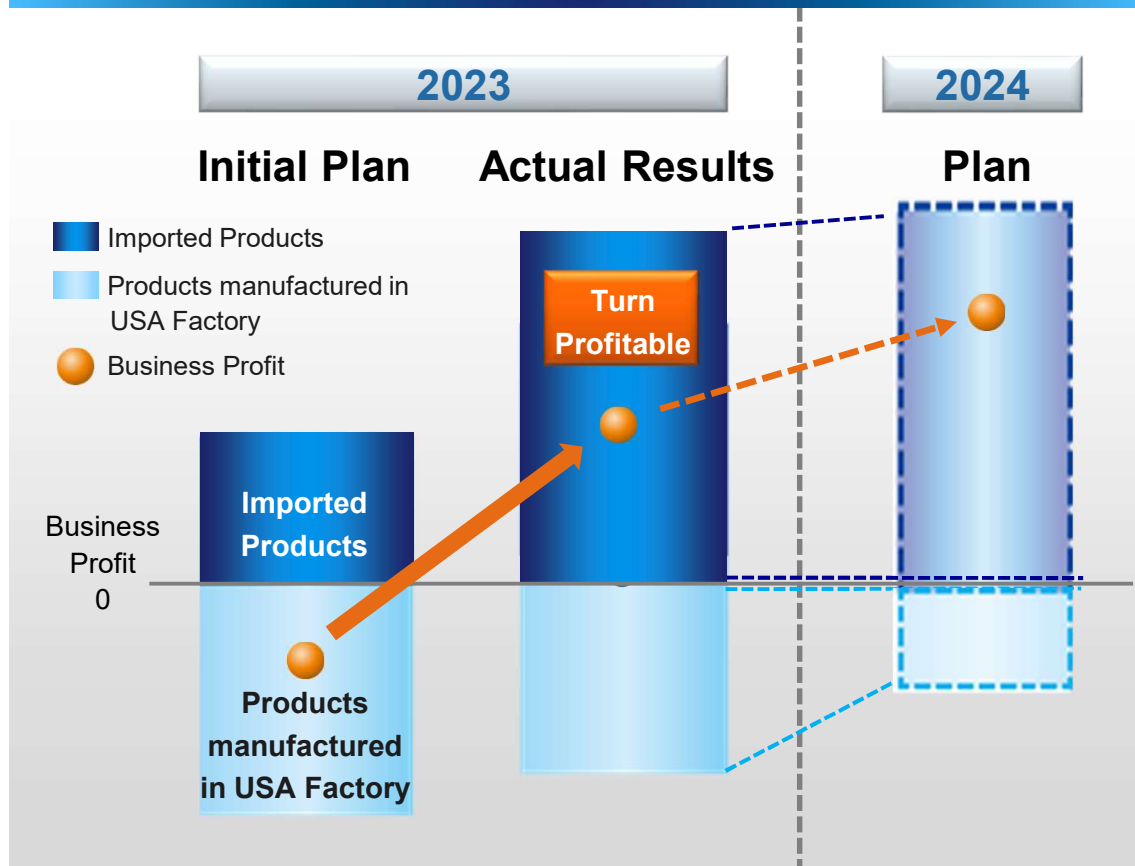 2023
2024
Initial Plan
Actual Results
Plan
Imported Products
Products manufactured in
USA Factory
Business Profit
Turn
Profitable
Imported
Products
Business
Profit
0
Products
manufactured
in USA Factory